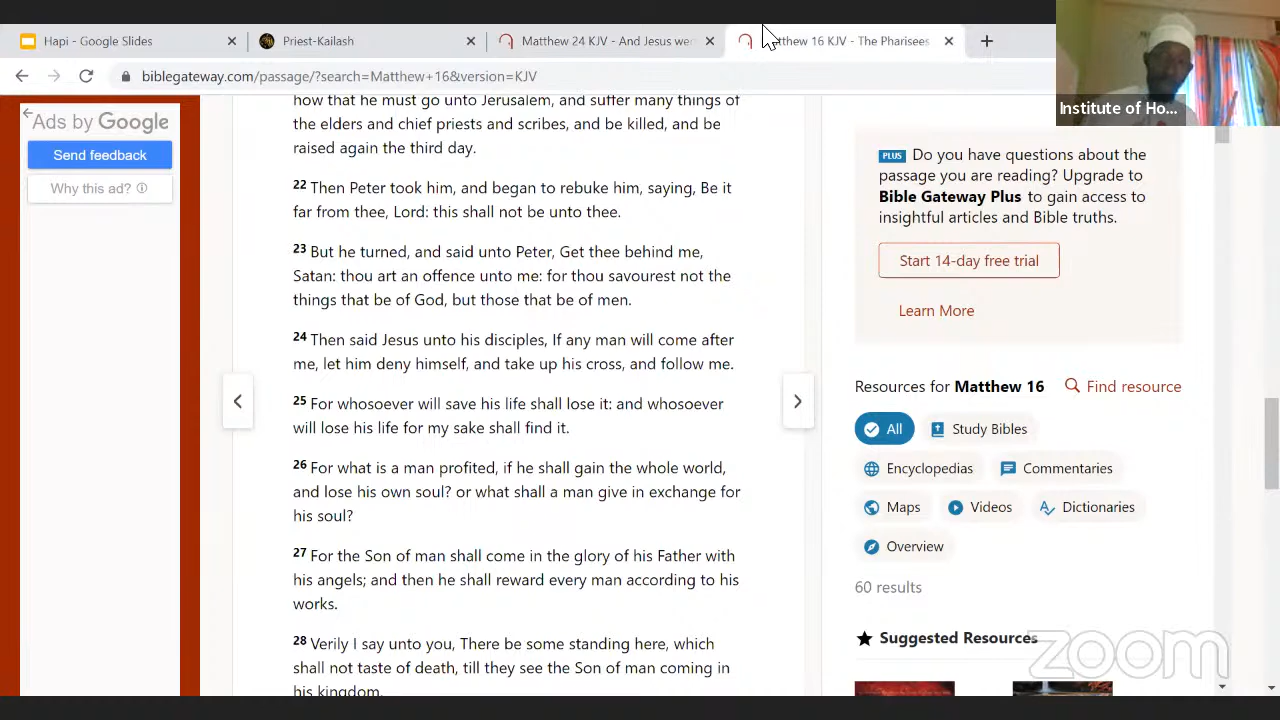 Hapi - Google Slides
Priest-Kailash
Matthew 24 KJV - And Jesus wer
tthew 16 KJV - The Pharisees
biblegateway.com/passage/?search=Matthew+16&version=KJV
Institute of Ho...
Ads by Google
Send feedback
Why this ad?
how that he must go unto Jerusalem, and suffer many things of
the elders and chief priests and scribes, and be killed, and be
raised again the third day.
22 Then Peter took him, and began to rebuke him, saying, Be it
far from thee, Lord: this shall not be unto thee.
23 But he turned, and said unto Peter, Get thee behind me,
Satan: thou art an offence unto me: for thou savourest not the
things that be of God, but those that be of men.
24 Then said Jesus unto his disciples, If any man will come after
me, let him deny himself, and take up his cross, and follow me.
25 For whosoever will save his life shall lose it: and whosoever
will lose his life for my sake shall find it.
26 For what is a man profited, if he shall gain the whole world,
and lose his own soul? or what shall a man give in exchange for
his soul?
27 For the Son of man shall come in the glory of his Father with
his angels; and then he shall reward every man according to his
works.
28 Verily I say unto you, There be some standing here, which
shall not taste of death, till they see the Son of man coming in
his kingdom
PLUS Do you have questions about the
passage you are reading? Upgrade to
Bible Gateway Plus to gain access to
insightful articles and Bible truths.
Start 14-day free trial
Learn More
Resources for Matthew 16 Find resource
All Study Bibles
Encyclopedias Commentaries
Maps Videos Dictionaries
Overview
60 results
Suggested Resources
zoom